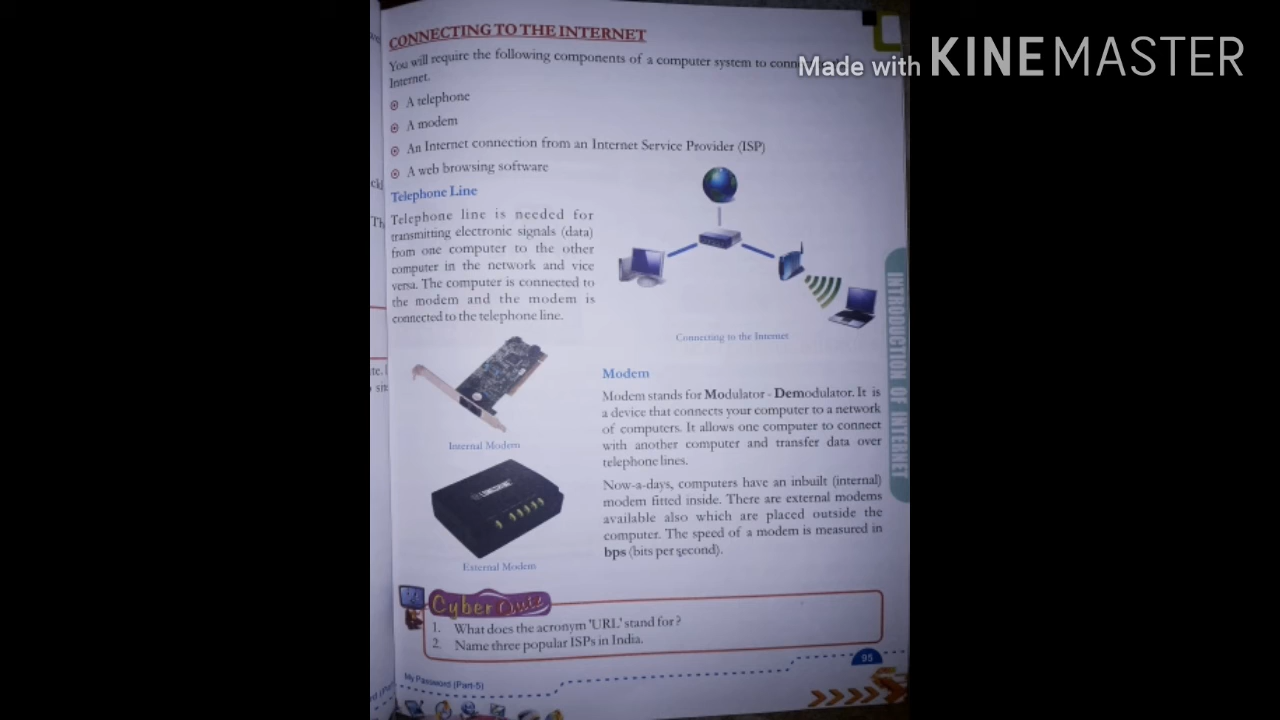 CONNECTING TO THE INTERNET
You will require the following components of a computer system to
Internet.
A telephone
A modem
An Internet connection from an Internet Service Provider (ISP)
A web browsing software
Telephone Line
Telephone line is needed for
transmitting electronic signals (data)
from one computer to the other
computer in the network and vice
versa. The computer is connected to
the modem and the modem is
connected to the telephone line.
Connecting to the Internet
Internal Modem
External Modem
Modem
Modem stands for Modulator - Demodulator. It is
a device that connects your computer to a network
of computers. It allows one computer to connect
with another computer and transfer data over
telephone lines.
Now-a-days, computers have an inbuilt (internal)
modem fitted inside. There are external modems
available also which are placed outside the
computer. The speed of a modem is measured in
bps (bits per second).
Cyber Quiz
1. What does the acronym 'URL' stand for?
2. Name three popular ISPs in India.
My Password (Part-5)
95
INTRODUCTION OF INTERNET
Made with KINEMASTER